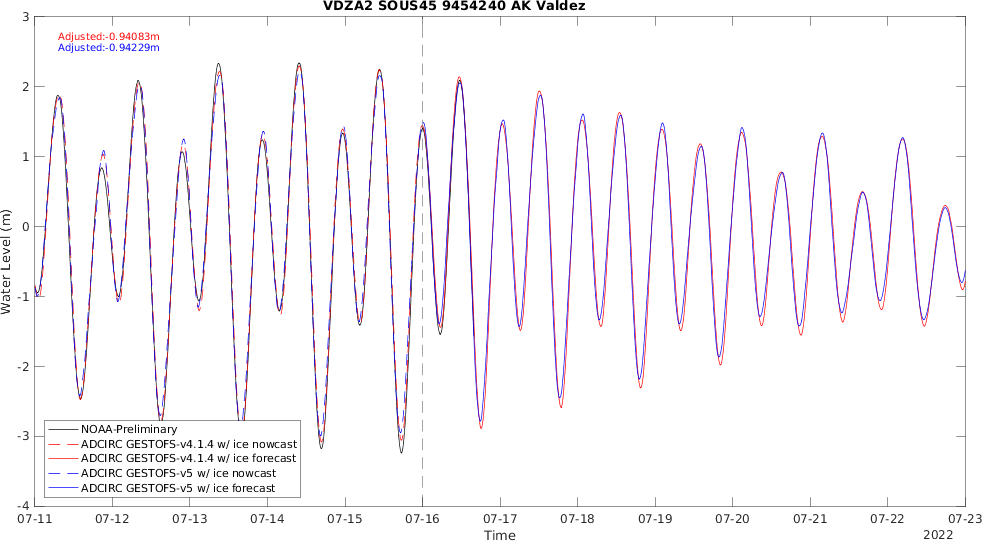 VDZA2 SOUS45 9454240 AK Valdez
Adjusted:-0.94083m
Adjusted:-0.94229m
3
2
1
0
-1
-2
-3
-4
Water Level (m)
NOAA-Preliminary
ADCIRC GESTOFS-v4.1.4 w/ ice nowcast
ADCIRC GESTOFS-v4.1.4 w/ ice forecast
ADCIRC GESTOFS-v5 w/ ice nowcast
ADCIRC GESTOFS-v5 w/ ice forecast
07-11 07-12 07-13 07-14 07-15 07-16 07-17 07-18 07-19 07-20 07-21 07-22 07-23
Time
2022